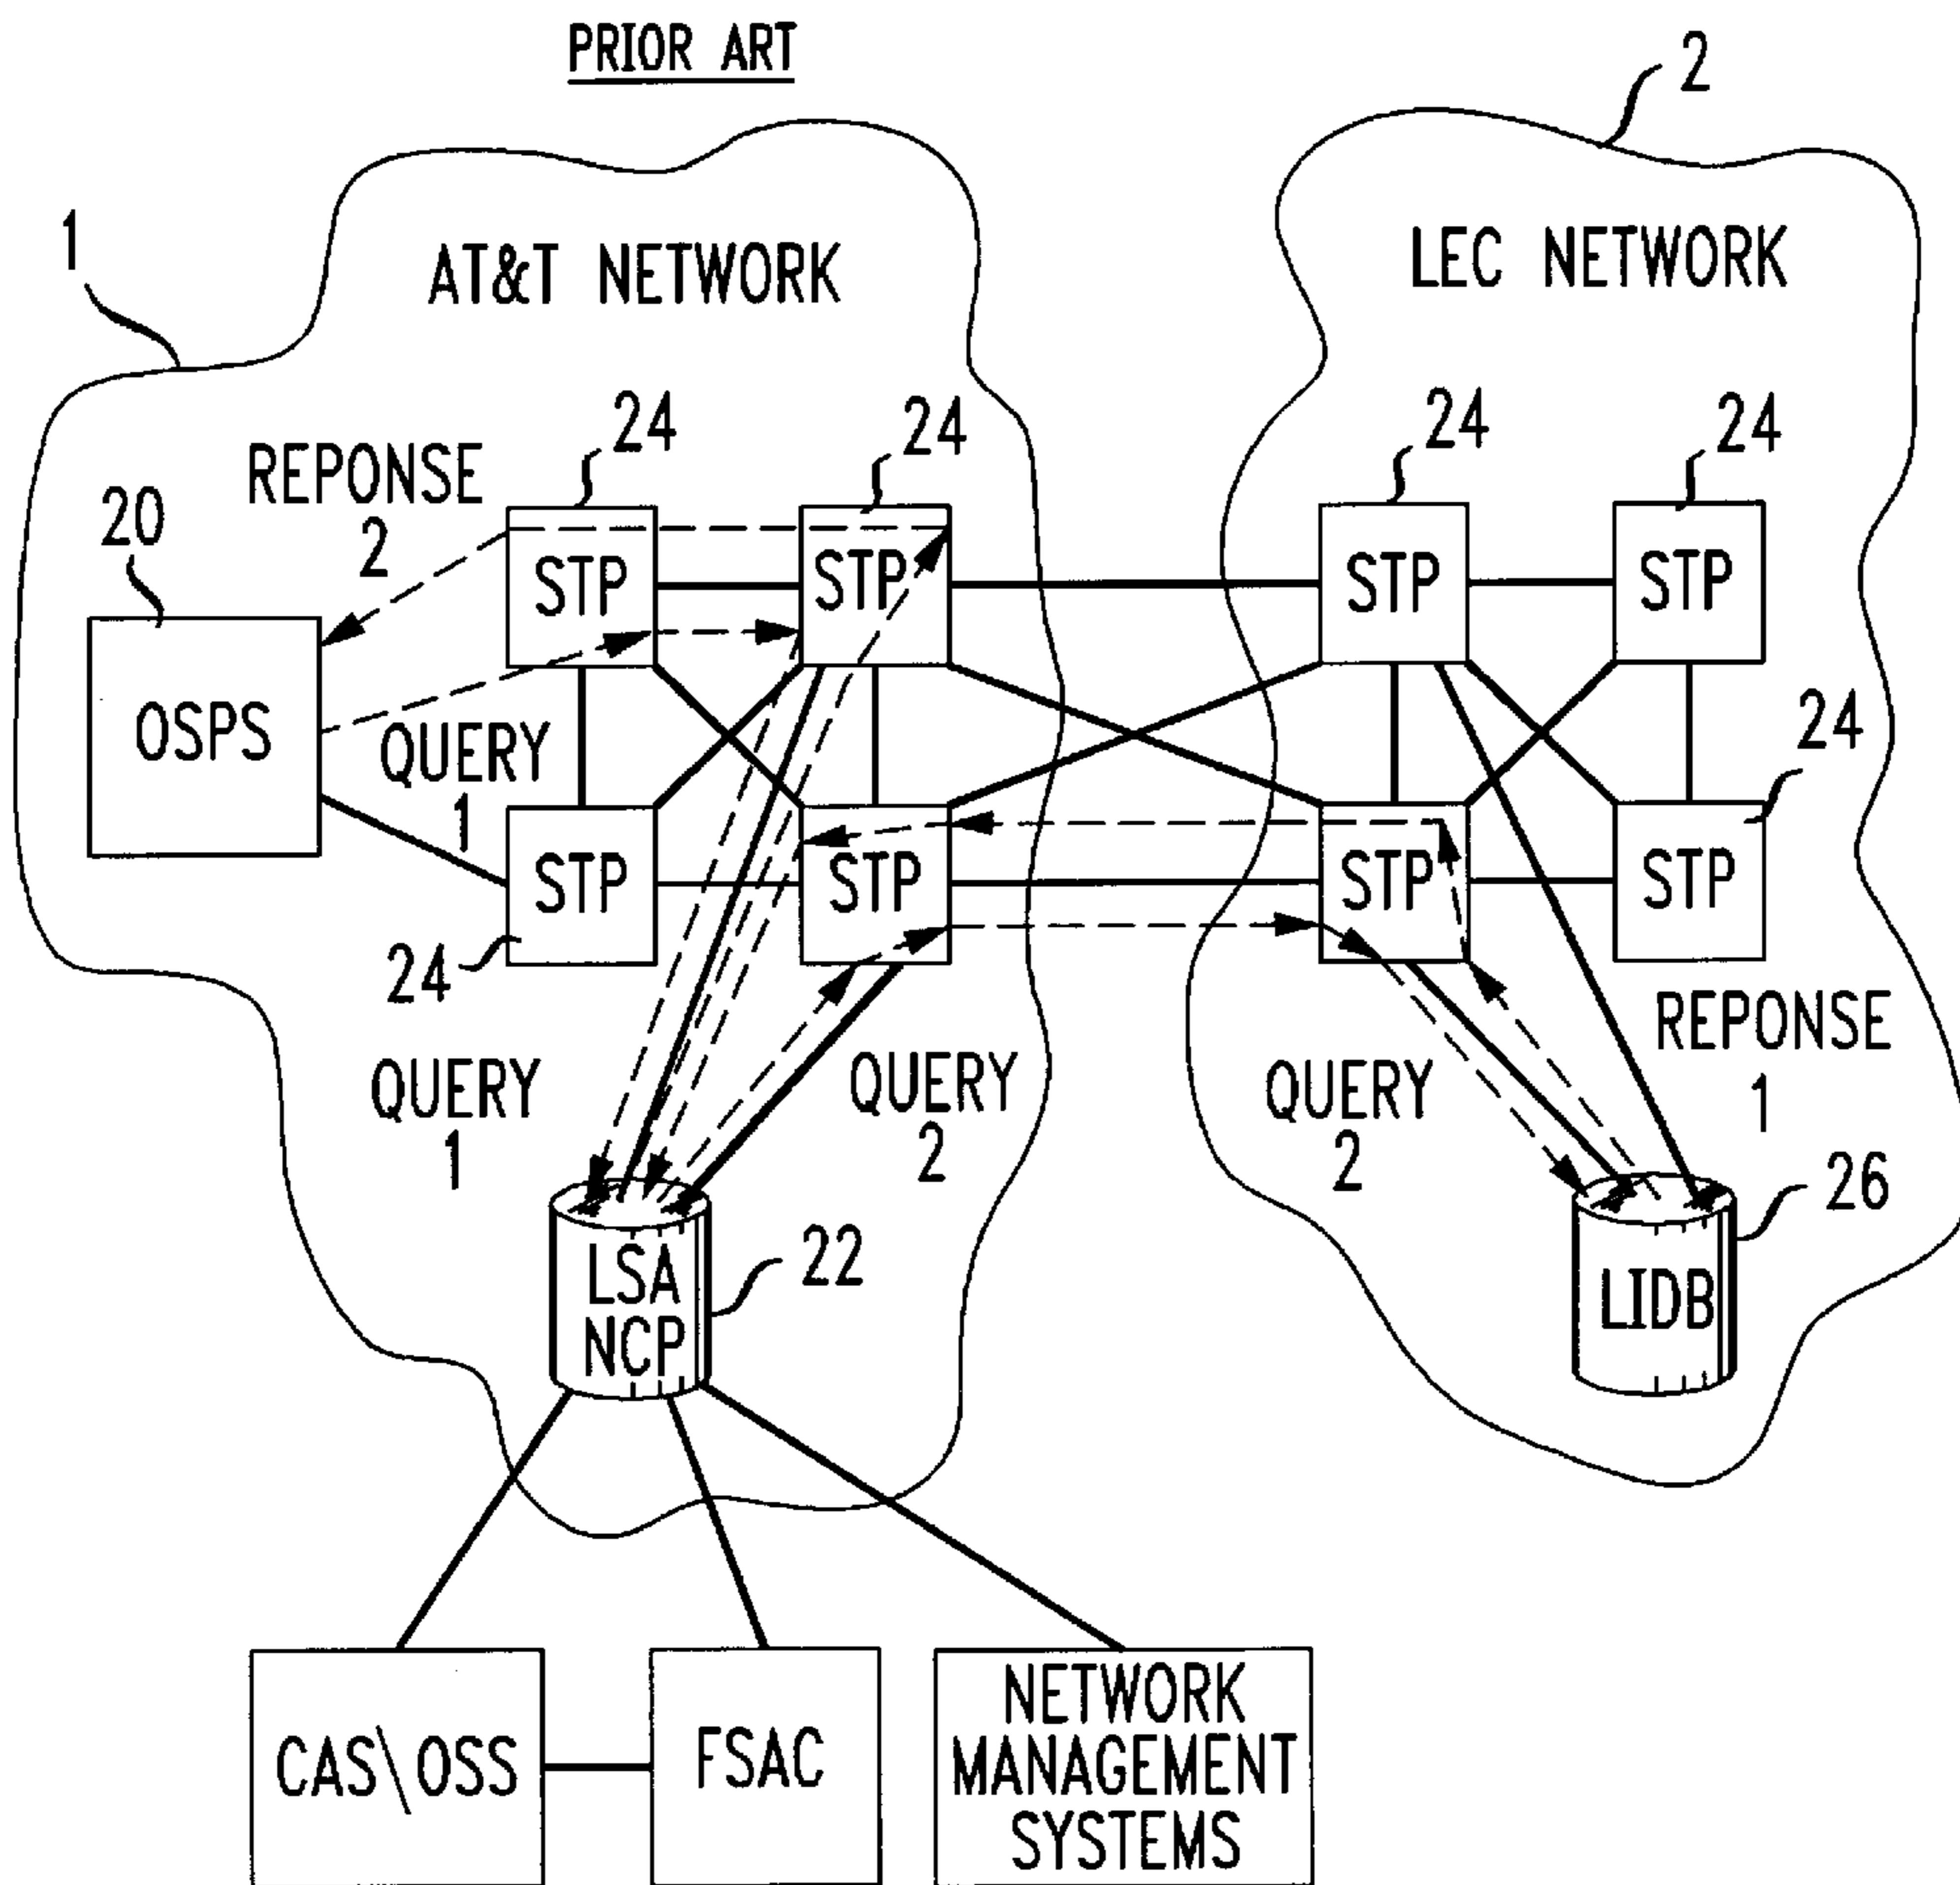 PRIOR ART
2
1
AT&T NETWORK
LEC NETWORK
24
24
24
24
REPONSE
2
20
STP
STP
STP
STP
OSPS
QUERY
1
24
STP
STP
STP
STP
24
QUERY
1
QUERY
2
QUERY
2
REPONSE
1
26
22
LSA
NCP
LIDB
CAS\OSS
FSAC
NETWORK
MANAGEMENT
SYSTEMS